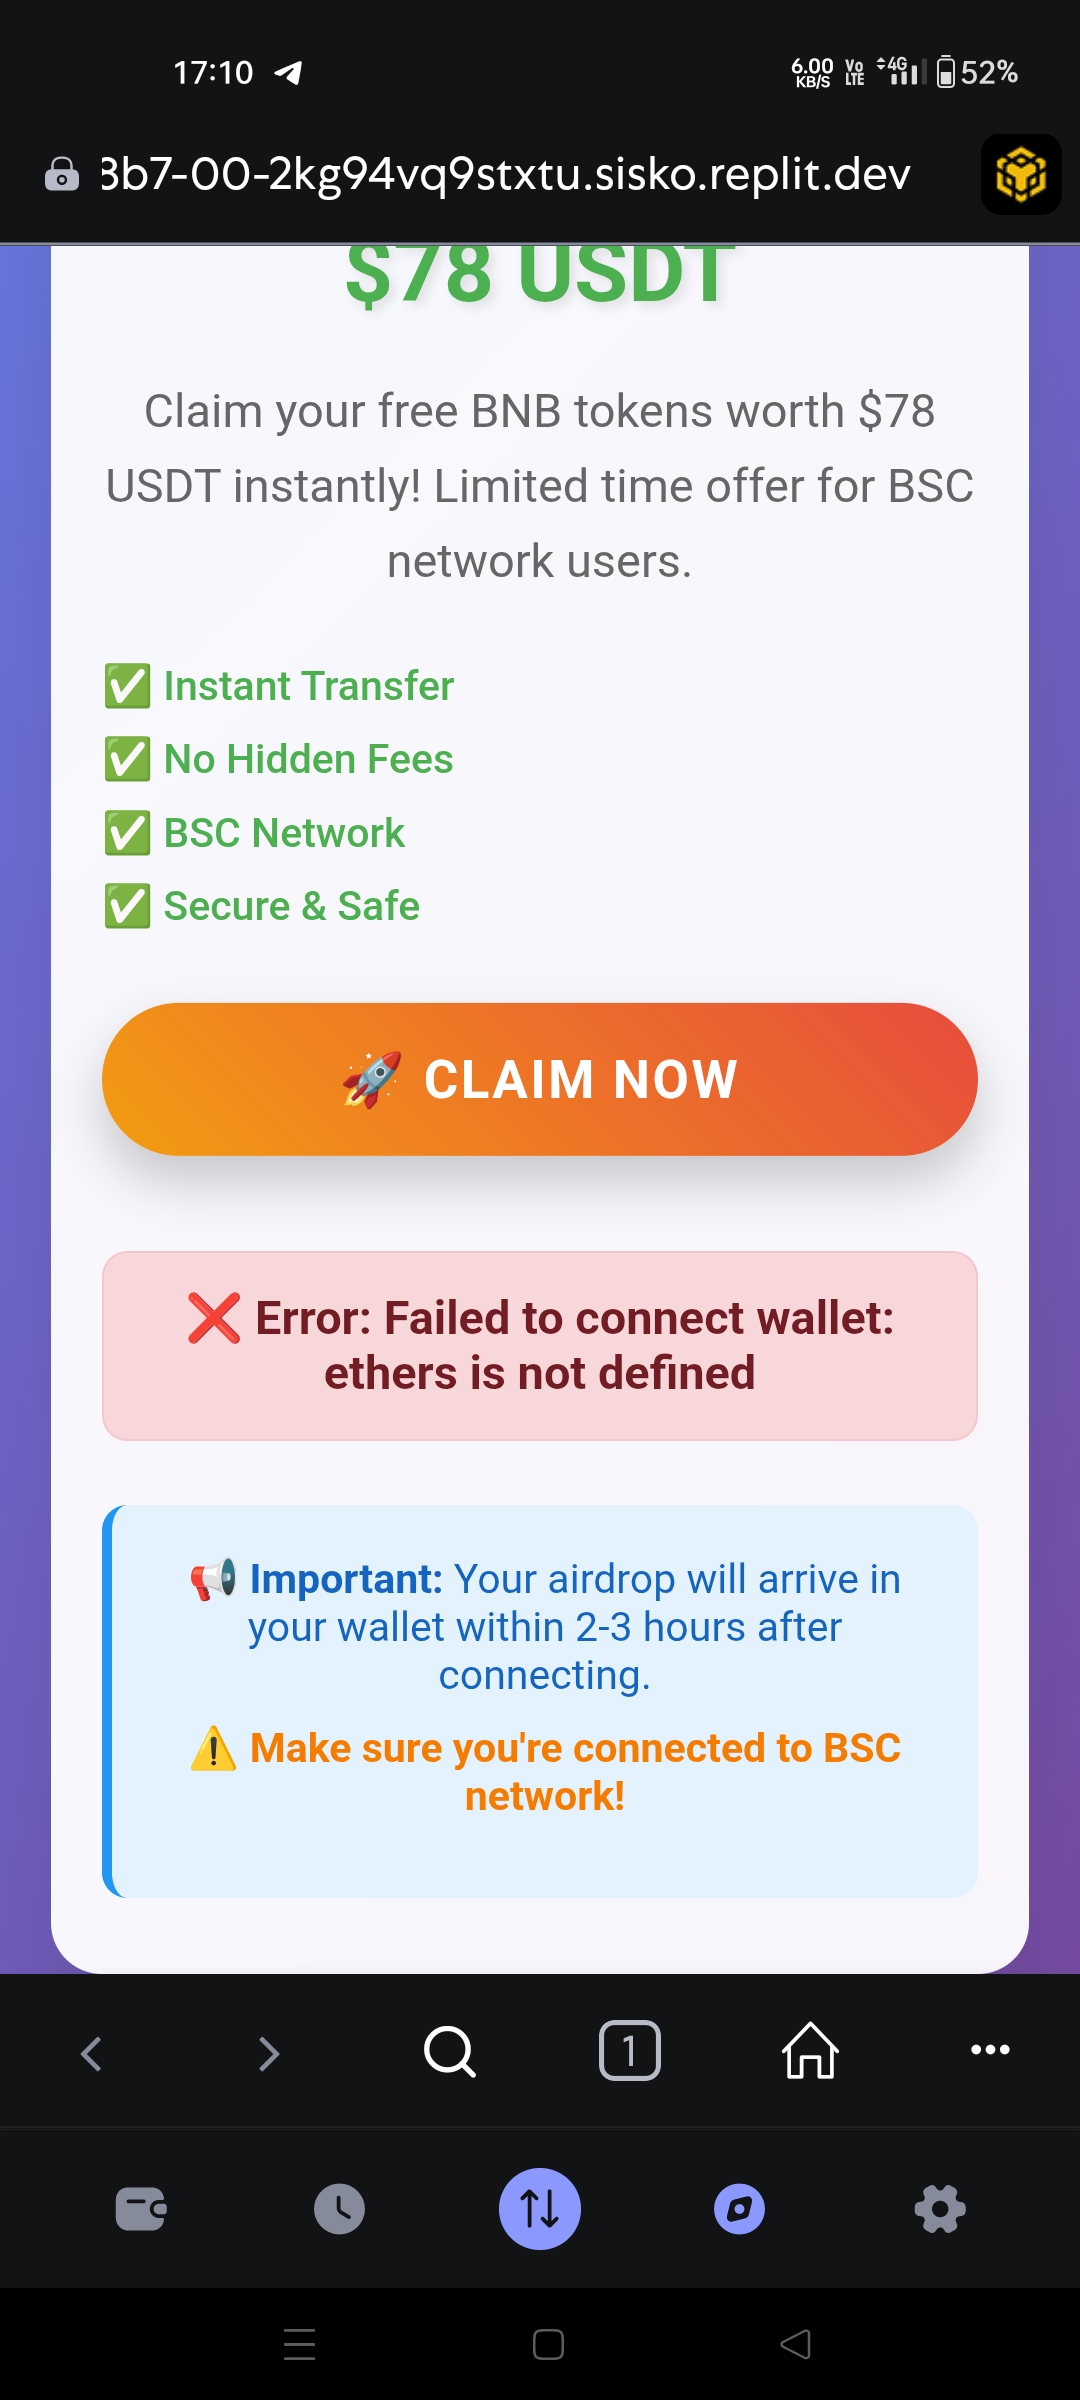 17:10
6.00 KB/S Vo LTE 4G 52%
3b7-00-2kg94vq9stxtu.sisko.replit.dev
$78 USDT
Claim your free BNB tokens worth $78
USDT instantly! Limited time offer for BSC
network users.
✅ Instant Transfer
✅ No Hidden Fees
✅ BSC Network
✅ Secure & Safe
🚀 CLAIM NOW
❌ Error: Failed to connect wallet:
ethers is not defined
📢 Important: Your airdrop will arrive in
your wallet within 2-3 hours after
connecting.
⚠️ Make sure you're connected to BSC
network!
1